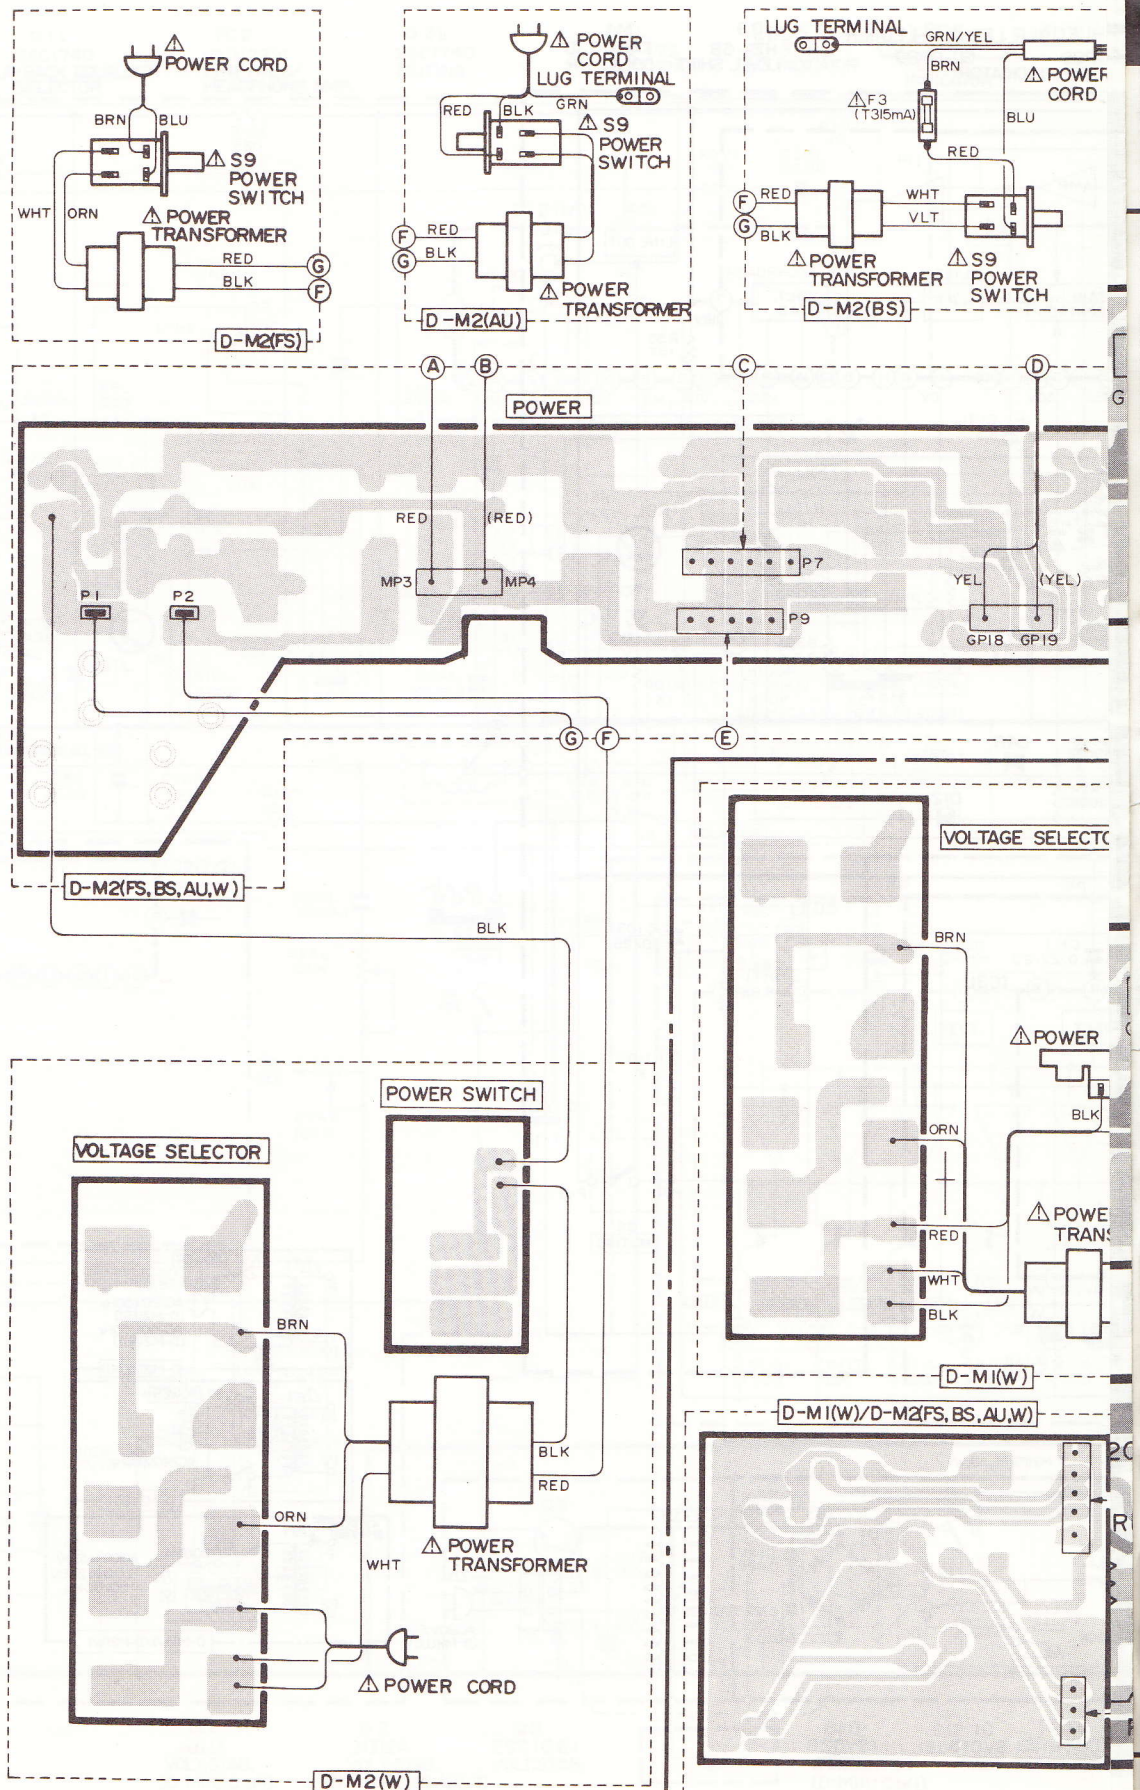 ⚠
POWER CORD
BRN
BLU
⚠ S9
POWER
SWITCH
WHT
ORN
⚠ POWER
TRANSFORMER
RED
G
BLK
F
D-M2(FS)
⚠ POWER
CORD
LUG TERMINAL
RED
BLK
GRN
⚠ S9
POWER
SWITCH
F
RED
G
BLK
⚠ POWER
TRANSFORMER
D-M2(AU)
LUG TERMINAL
GRN/YEL
BRN
⚠ POWER
CORD
⚠ F3
(T315mA)
BLU
RED
F
RED
WHT
G
BLK
VLT
⚠ POWER
TRANSFORMER
⚠ S9
POWER
SWITCH
D-M2(BS)
A
B
C
D
POWER
G
RED
(RED)
MP3
MP4
P7
YEL
(YEL)
P1
P2
P9
GP18
GP19
G
F
E
D-M2(FS, BS, AU, W)
BLK
VOLTAGE SELECTO
BRN
⚠ POWER
BLK
ORN
RED
⚠ POWE
TRANS
WHT
BLK
D-M1(W)
POWER SWITCH
VOLTAGE SELECTOR
BRN
BLK
RED
ORN
WHT
⚠ POWER
TRANSFORMER
⚠ POWER CORD
D-M2(W)
D-M1(W)/D-M2(FS, BS, AU, W)
20
R